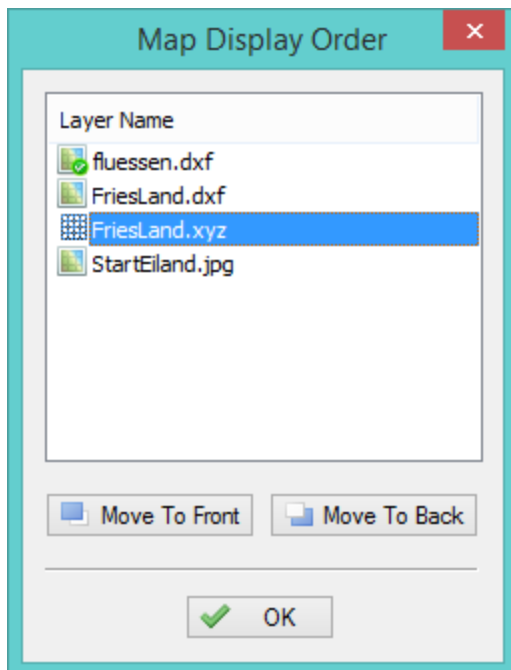 Map Display Order
Layer Name
fluessen.dxf
FriesLand.dxf
FriesLand.xyz
StartEiland.jpg
Move To Front
Move To Back
OK